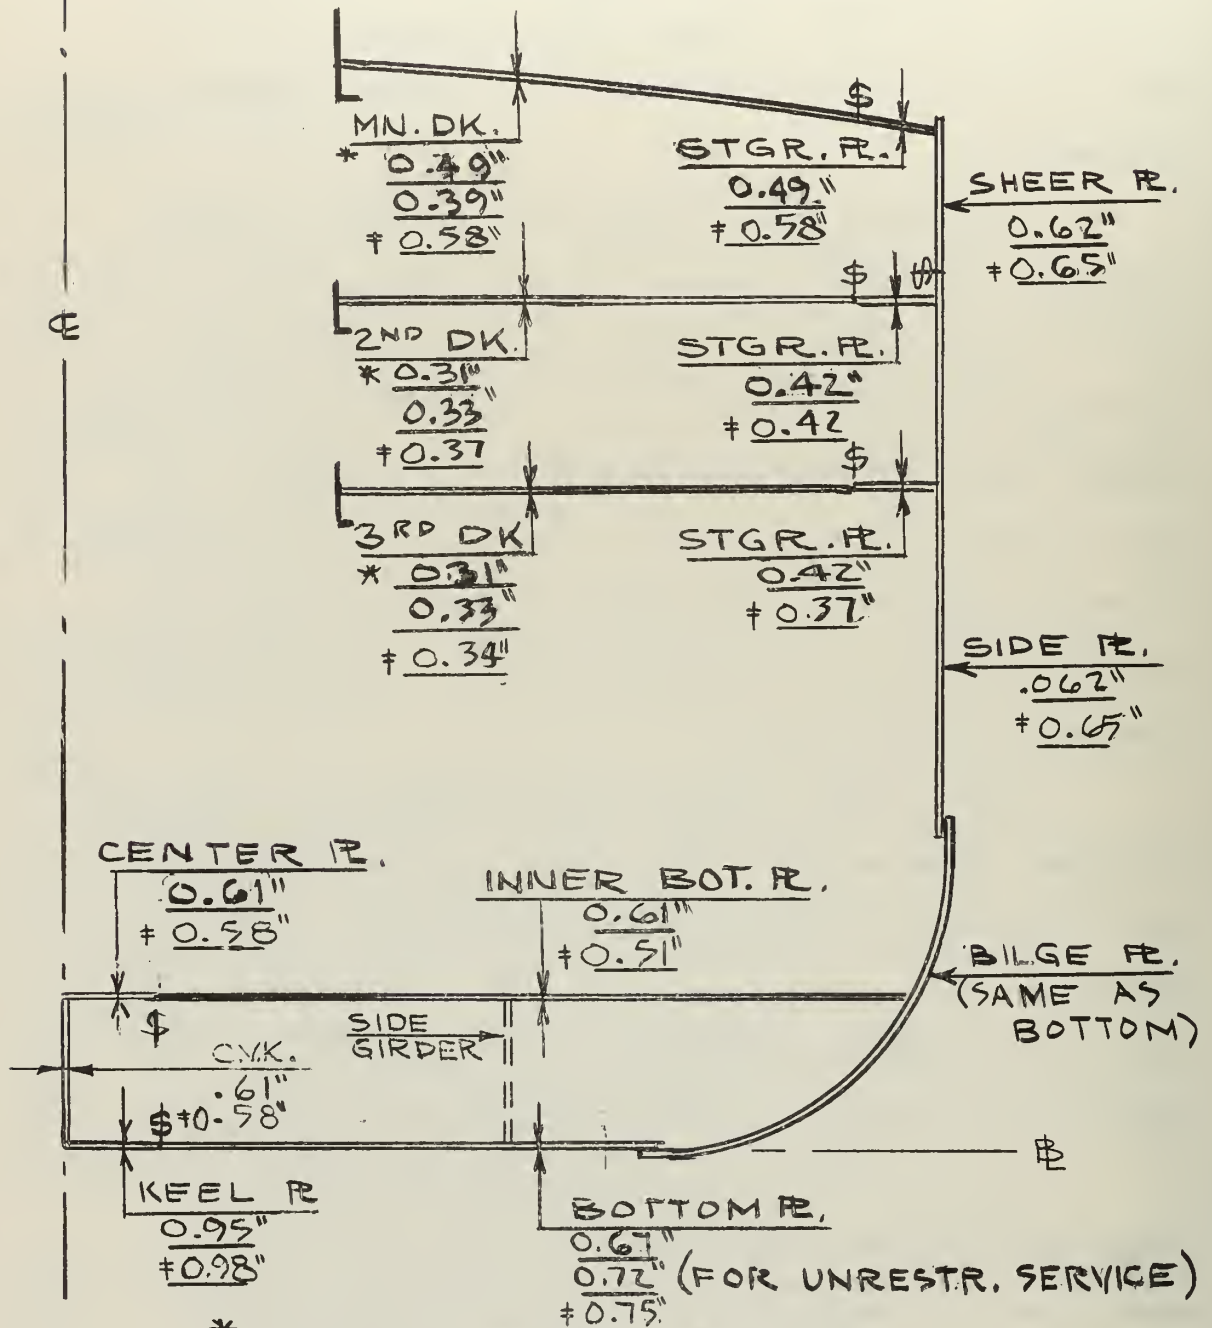 $
MN. DK.
* 0.49"
0.39"
‡ 0.58"
STGR. PL.
0.49"
‡ 0.58"
SHEER PL.
0.62"
‡ 0.65"
$ $
℄
2ND DK.
* 0.31"
0.33"
‡ 0.37
STGR. PL.
0.42"
‡ 0.42
$
3RD DK
* 0.31"
0.33"
‡ 0.34"
STGR. PL.
0.42"
‡ 0.37"
SIDE PL.
.062"
‡ 0.65"
CENTER PL.
0.61"
‡ 0.58"
INNER BOT. PL.
0.61"
‡ 0.51"
BILGE PL.
(SAME AS
BOTTOM)
$
SIDE
GIRDER
C.V.K.
.61"
$ ‡0.58"
BL
KEEL PL
0.95"
‡0.98"
BOTTOM PL.
0.67"
0.72" (FOR UNRESTR. SERVICE)
‡ 0.75"
*